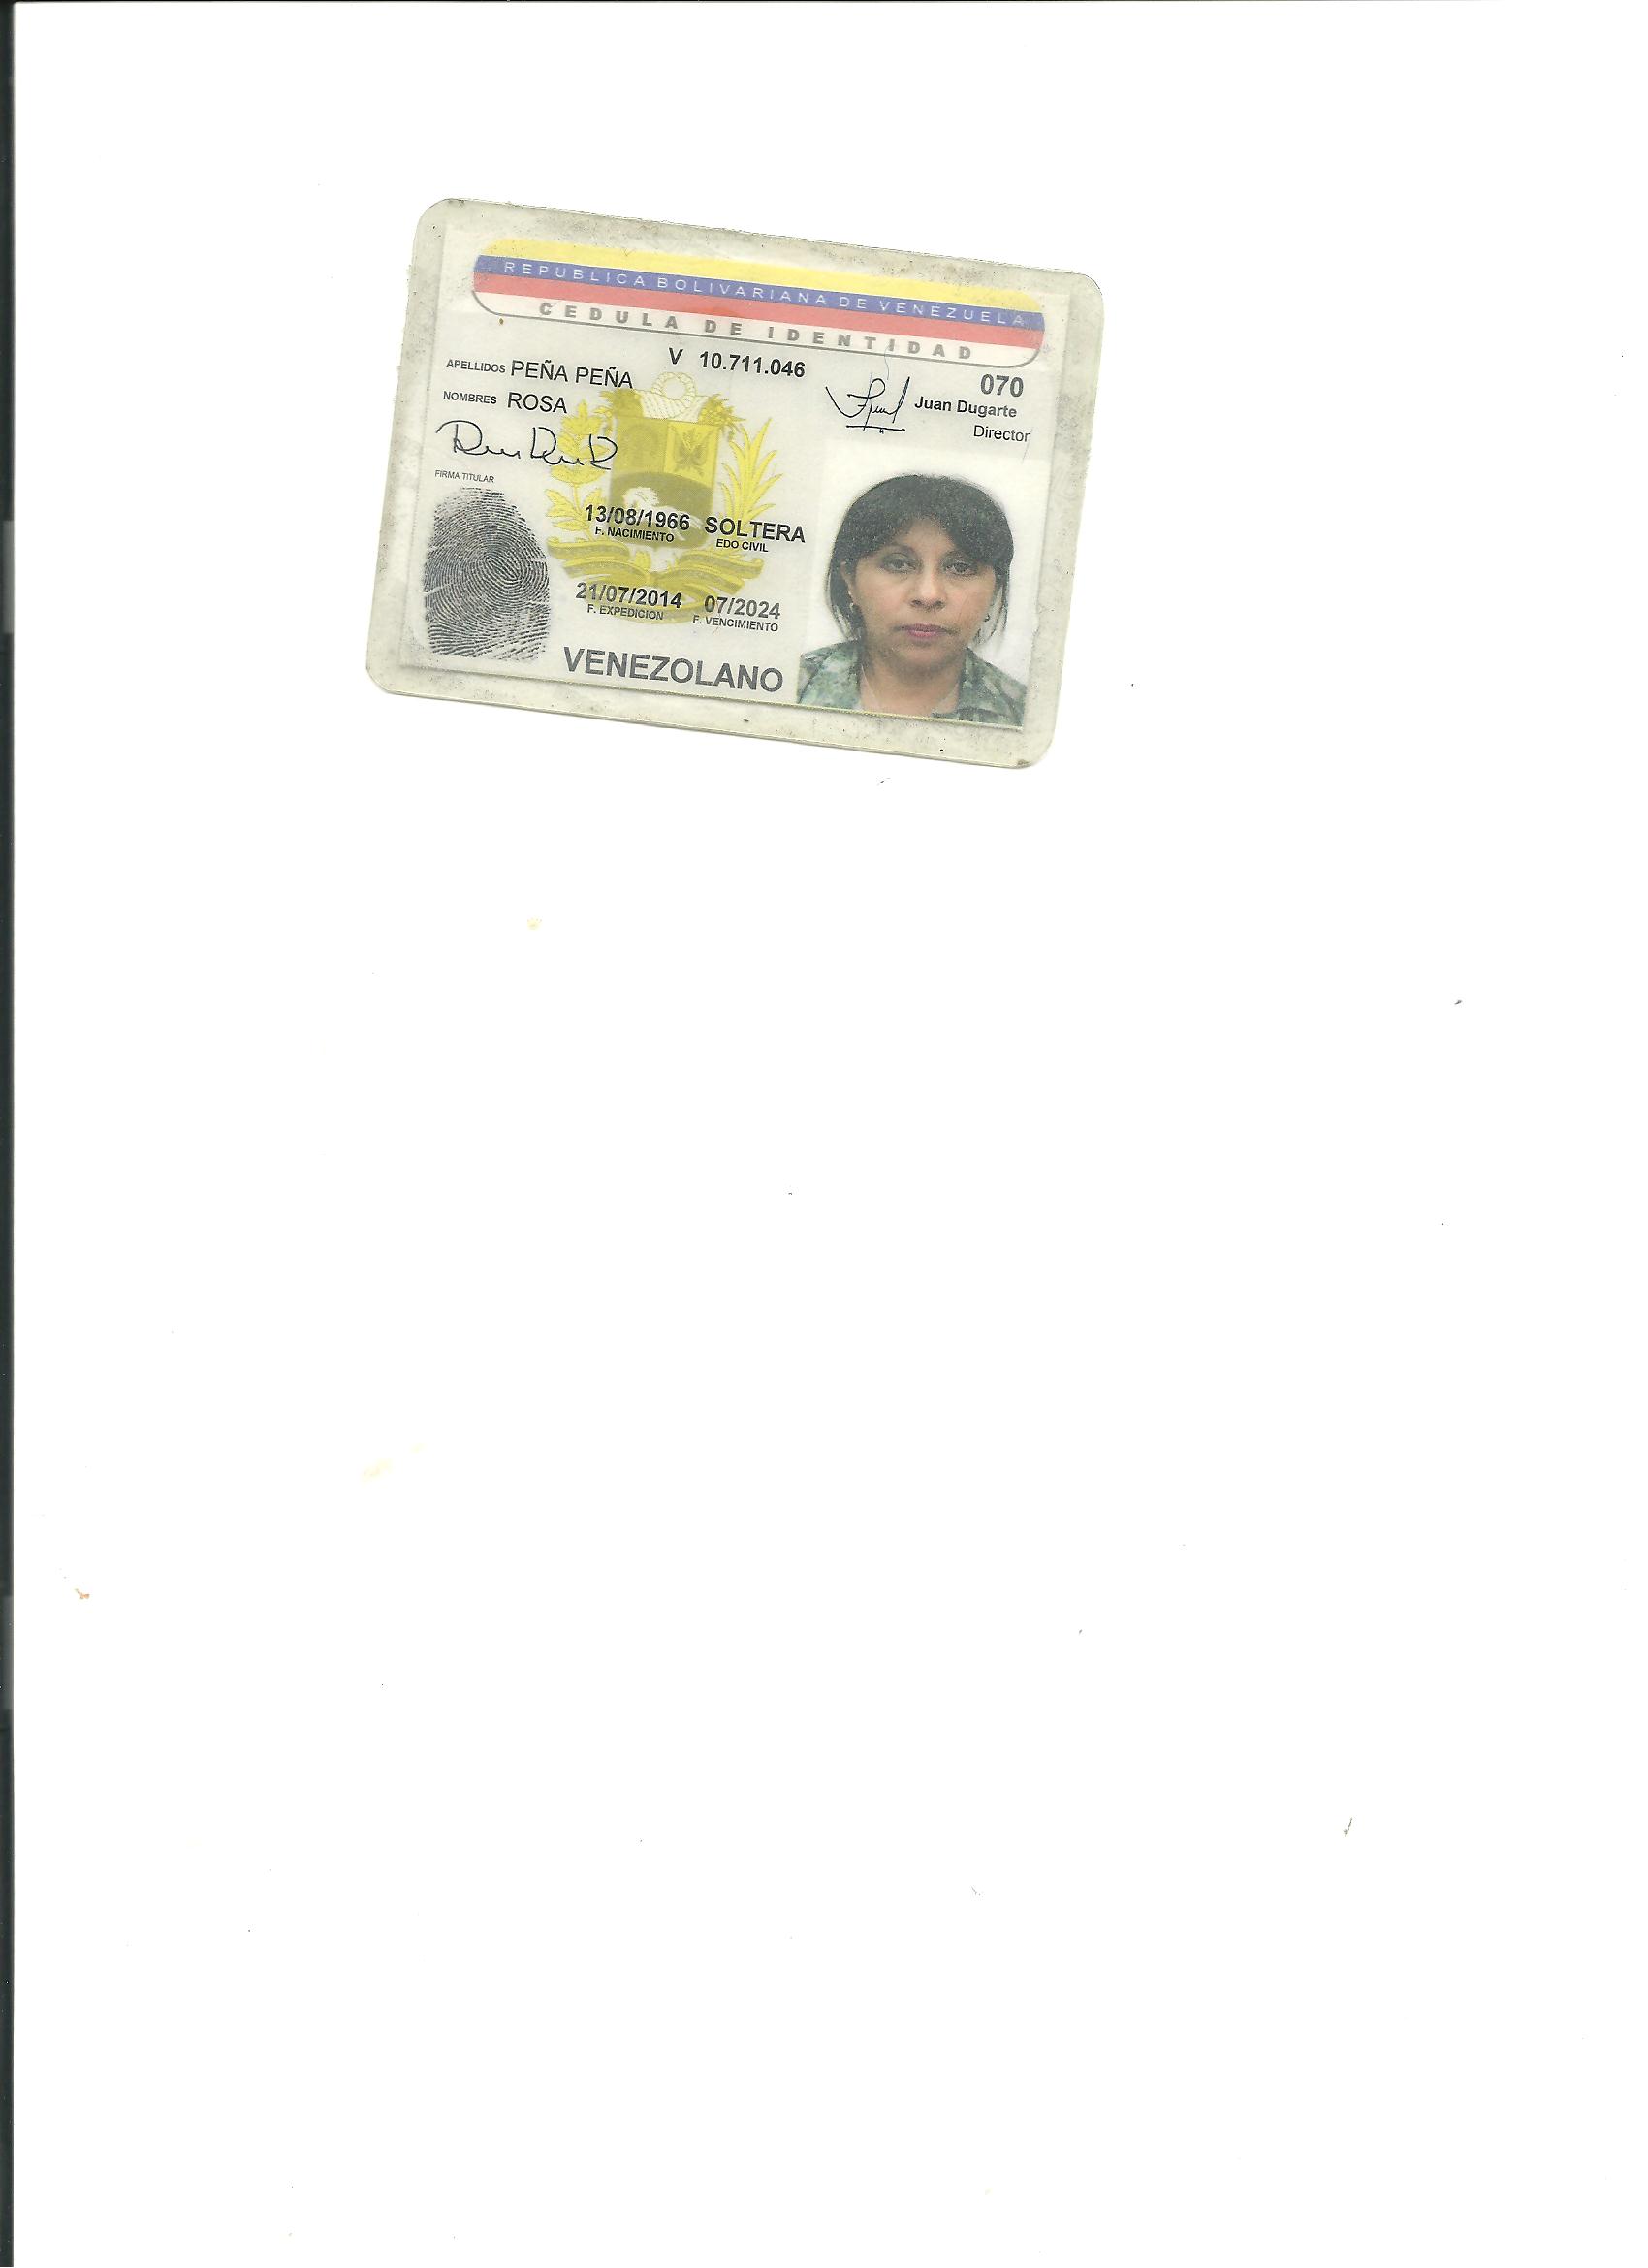 REPUBLICA BOLIVARIANA DE VENEZUELA
CEDULA DE IDENTIDAD
V 10.711.046
APELLIDOS PEÑA PEÑA
070
NOMBRES ROSA
Juan Dugarte
Director
FIRMA TITULAR
13/08/1966 SOLTERA
F. NACIMIENTO EDO CIVIL
21/07/2014 07/2024
F. EXPEDICION F. VENCIMIENTO
VENEZOLANO